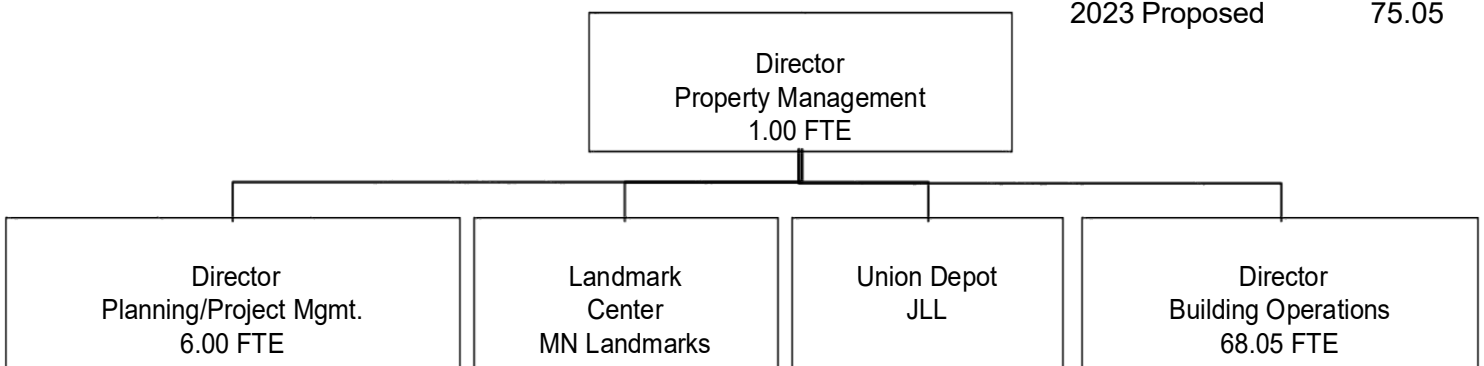 2023 Proposed 75.05
Director
Property Management
1.00 FTE
Director
Planning/Project Mgmt.
6.00 FTE
Landmark
Center
MN Landmarks
Union Depot
JLL
Director
Building Operations
68.05 FTE